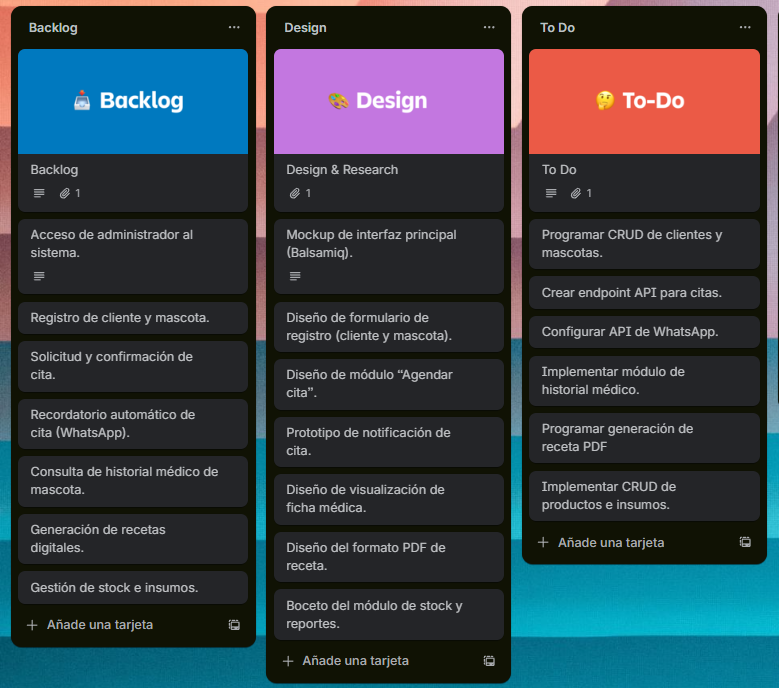 Backlog
Backlog
Backlog
1
Acceso de administrador al
sistema.
Registro de cliente y mascota.
Solicitud y confirmación de
cita.
Recordatorio automático de
cita (WhatsApp).
Consulta de historial médico de
mascota.
Generación de recetas
digitales.
Gestión de stock e insumos.
Añade una tarjeta
Design
Design
Design & Research
1
Mockup de interfaz principal
(Balsamiq).
Diseño de formulario de
registro (cliente y mascota).
Diseño de módulo “Agendar
cita”.
Prototipo de notificación de
cita.
Diseño de visualización de
ficha médica.
Diseño del formato PDF de
receta.
Boceto del módulo de stock y
reportes.
Añade una tarjeta
To Do
To-Do
To Do
1
Programar CRUD de clientes y
mascotas.
Crear endpoint API para citas.
Configurar API de WhatsApp.
Implementar módulo de
historial médico.
Programar generación de
receta PDF
Implementar CRUD de
productos e insumos.
Añade una tarjeta